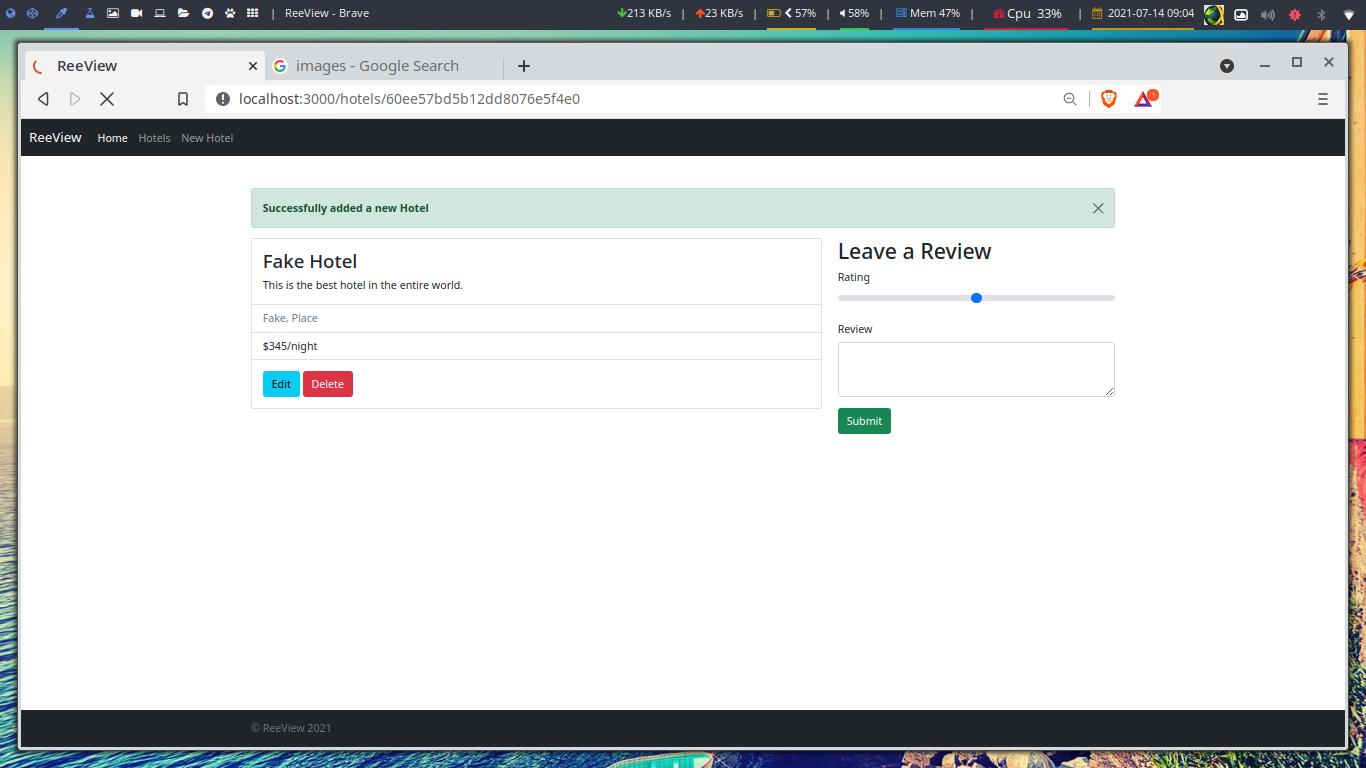 ReeView - Brave 213 KB/s | 23 KB/s | 57% | 58% | Mem 47% | Cpu 33% | 2021-07-14 09:04
ReeView images - Google Search
localhost:3000/hotels/60ee57bd5b12dd8076e5f4e0 1
ReeView Home Hotels New Hotel
Successfully added a new Hotel
Fake Hotel
This is the best hotel in the entire world.
Fake, Place
$345/night
Edit Delete
Leave a Review
Rating
Review
Submit
© ReeView 2021